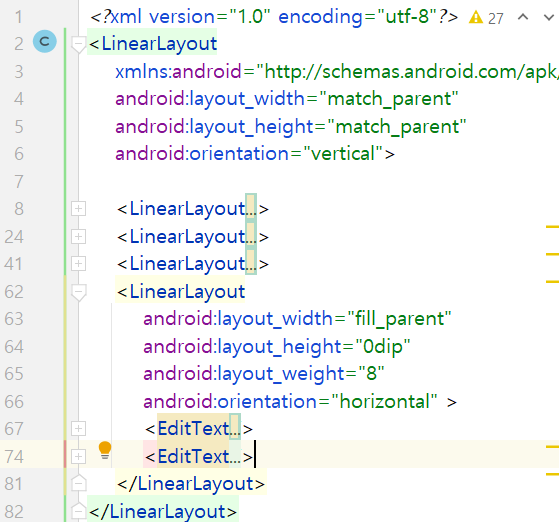 1 <?xml version="1.0" encoding="utf-8"?> 27
2 C <LinearLayout
3 xmlns:android="http://schemas.android.com/apk/
4 android:layout_width="match_parent"
5 android:layout_height="match_parent"
6 android:orientation="vertical">
7
8 <LinearLayout...>
24 <LinearLayout...>
41 <LinearLayout...>
62 <LinearLayout
63 android:layout_width="fill_parent"
64 android:layout_height="0dip"
65 android:layout_weight="8"
66 android:orientation="horizontal" >
67 <EditText...>
74 <EditText...>
81 </LinearLayout>
82 </LinearLayout>